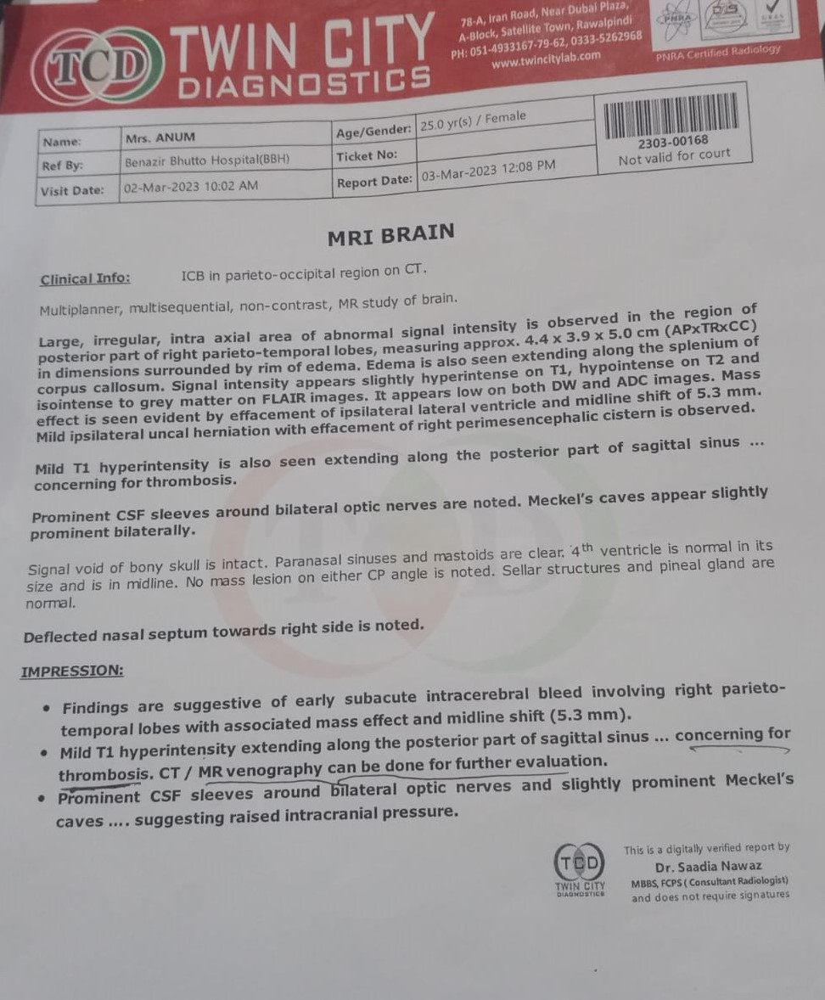 TCD TWIN CITY
DIAGNOSTICS
78-A, Iran Road, Near Dubai Plaza,
A-Block, Satellite Town, Rawalpindi
PH: 051-4933167-79-62, 0333-5262968
www.twincitylab.com
PNRA
PNRA Certified Radiology
Name: Mrs. ANUM Age/Gender: 25.0 yr(s) / Female
Ref By: Benazir Bhutto Hospital(BBH) Ticket No:
Visit Date: 02-Mar-2023 10:02 AM Report Date: 03-Mar-2023 12:08 PM
2303-00168
Not valid for court
MRI BRAIN
Clinical Info: ICB in parieto-occipital region on CT.
Multiplanner, multisequential, non-contrast, MR study of brain.
Large, irregular, intra axial area of abnormal signal intensity is observed in the region of
posterior part of right parieto-temporal lobes, measuring approx. 4.4 x 3.9 x 5.0 cm (APxTRxCC)
in dimensions surrounded by rim of edema. Edema is also seen extending along the splenium of
corpus callosum. Signal intensity appears slightly hyperintense on T1, hypointense on T2 and
isointense to grey matter on FLAIR images. It appears low on both DW and ADC images. Mass
effect is seen evident by effacement of ipsilateral lateral ventricle and midline shift of 5.3 mm.
Mild ipsilateral uncal herniation with effacement of right perimesencephalic cistern is observed.
Mild T1 hyperintensity is also seen extending along the posterior part of sagittal sinus ...
concerning for thrombosis.
Prominent CSF sleeves around bilateral optic nerves are noted. Meckel's caves appear slightly
prominent bilaterally.
Signal void of bony skull is intact. Paranasal sinuses and mastoids are clear. 4th ventricle is normal in its
size and is in midline. No mass lesion on either CP angle is noted. Sellar structures and pineal gland are
normal.
Deflected nasal septum towards right side is noted.
IMPRESSION:
• Findings are suggestive of early subacute intracerebral bleed involving right parieto-
temporal lobes with associated mass effect and midline shift (5.3 mm).
• Mild T1 hyperintensity extending along the posterior part of sagittal sinus ... concerning for
thrombosis. CT / MR venography can be done for further evaluation.
• Prominent CSF sleeves around bilateral optic nerves and slightly prominent Meckel's
caves .... suggesting raised intracranial pressure.
TCD
TWIN CITY
DIAGNOSTICS
This is a digitally verified report by
Dr. Saadia Nawaz
MBBS, FCPS ( Consultant Radiologist)
and does not require signatures